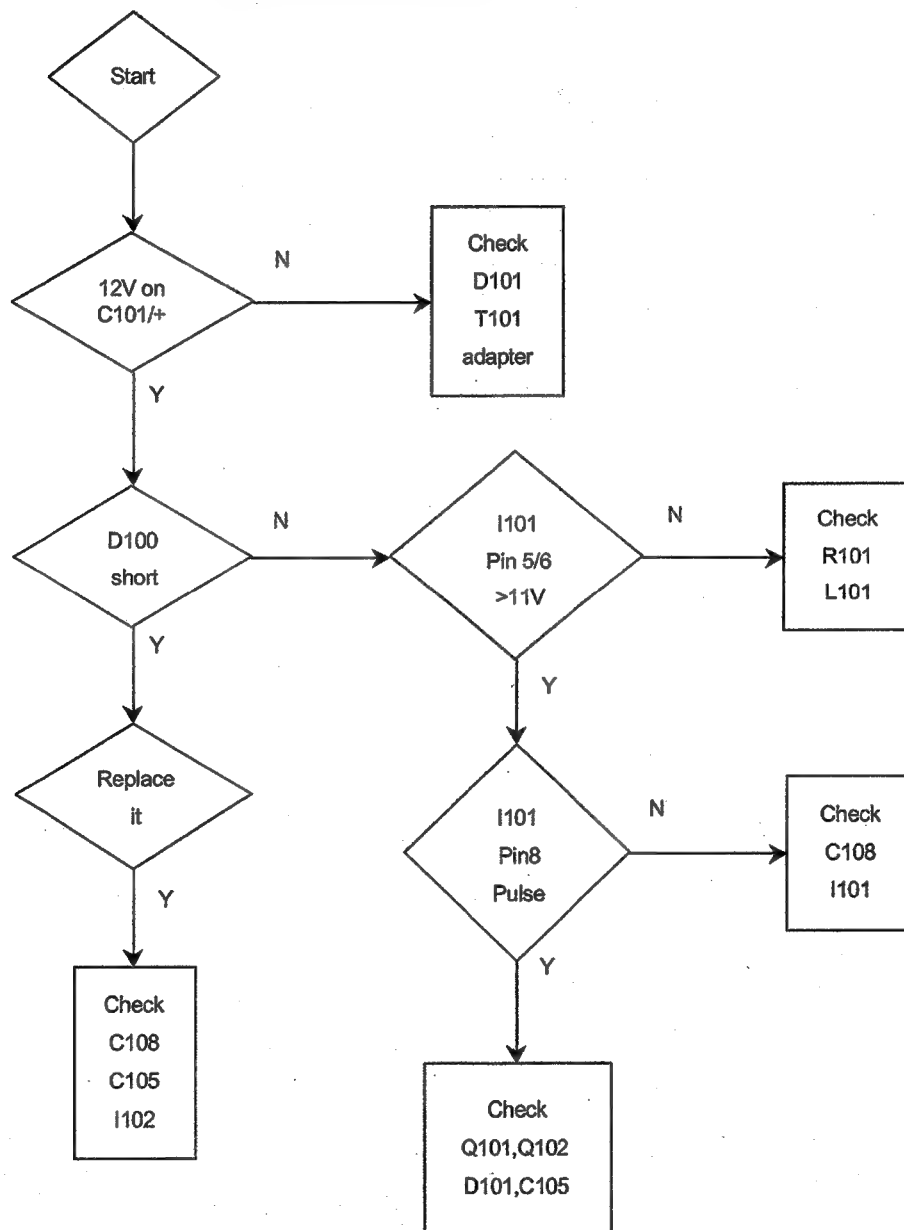 Start
12V on
C101/+
N
Check
D101
T101
adapter
Y
D100
short
N
I101
Pin 5/6
>11V
N
Check
R101
L101
Y
Y
Replace
it
I101
Pin8
Pulse
N
Check
C108
I101
Y
Y
Check
C108
C105
I102
Check
Q101,Q102
D101,C105